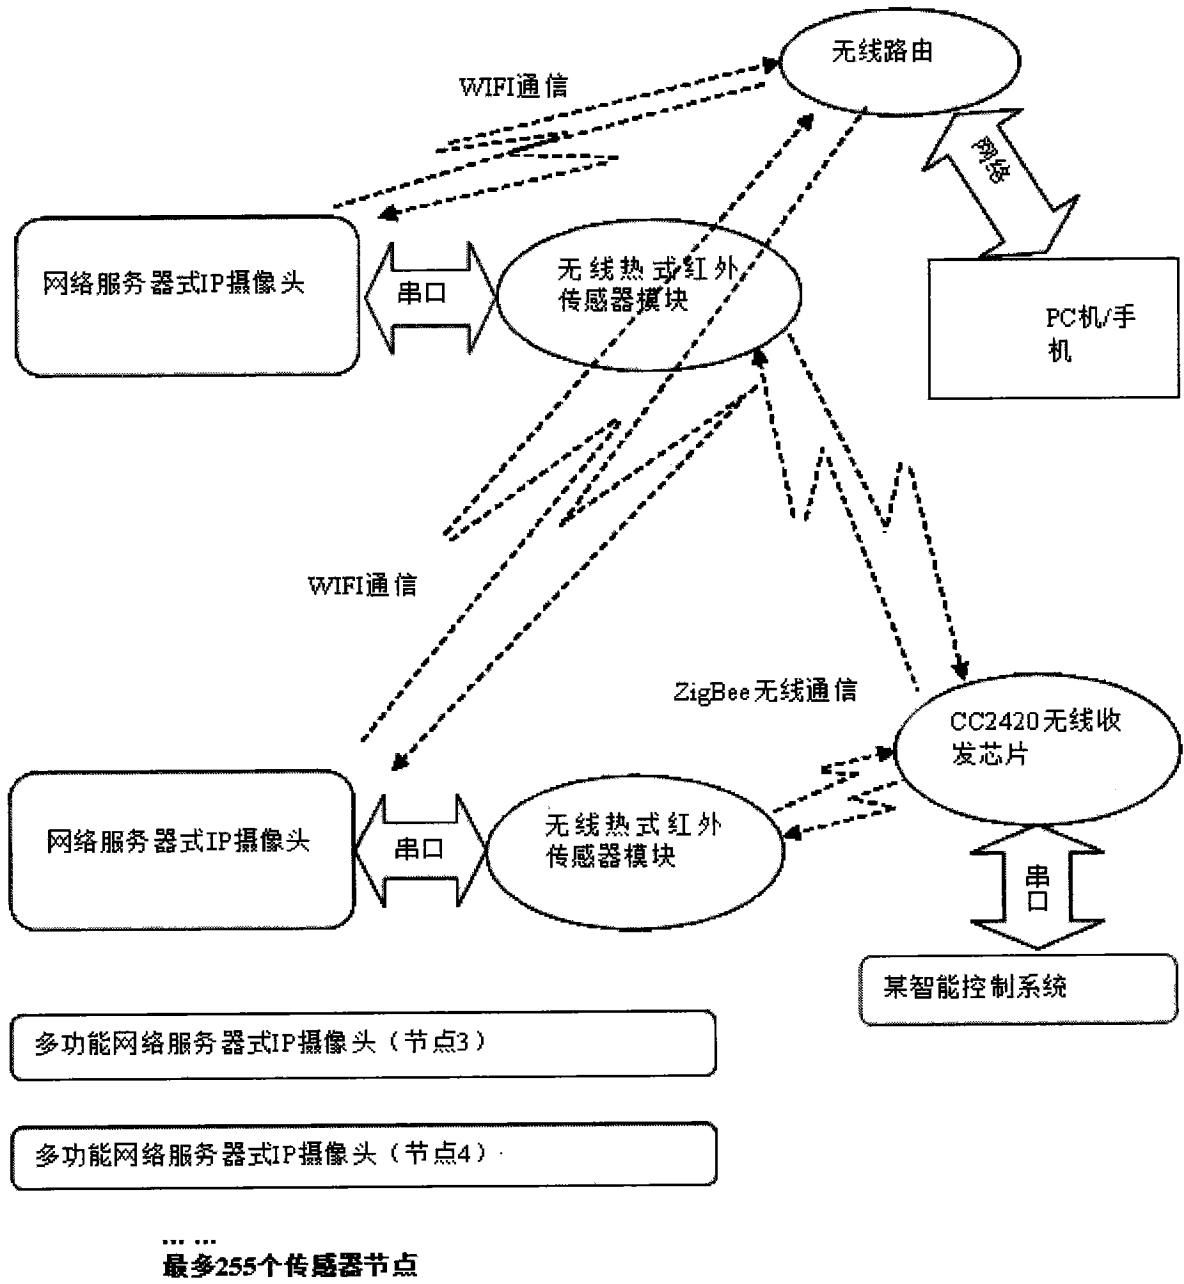 无线路由
WIFI通信
网络
网络服务器式IP摄像头
串口
无线热式红外
传感器模块
PC机/手
机
WIFI通信
ZigBee无线通信
CC2420无线收
发芯片
网络服务器式IP摄像头
串口
无线热式红外
传感器模块
串
口
某智能控制系统
多功能网络服务器式IP摄像头（节点3）
多功能网络服务器式IP摄像头（节点4）
... ...
最多255个传感器节点